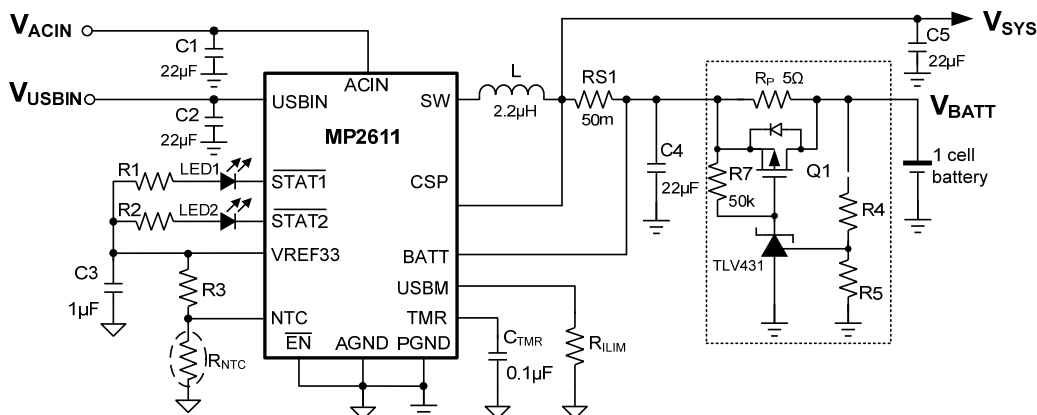 VACIN
C1
22µF
VUSBIN
C2
22µF
R1
LED1
R2
LED2
C3
1µF
R3
RNTC
ACIN
USBIN
SW
MP2611
STAT1
CSP
STAT2
VREF33
BATT
USBM
NTC
TMR
EN
AGND
PGND
L
2.2µH
RS1
50m
C4
22µF
CTMR
0.1µF
RILIM
RP 5Ω
R7
50k
Q1
TLV431
R4
R5
C5
22µF
VSYS
VBATT
1 cell
battery